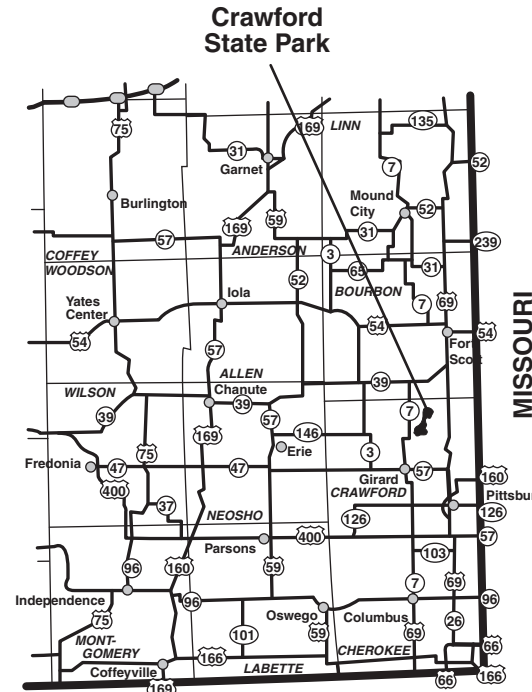 Crawford
State Park
169
LINN
135
75
31
Garnet
7
52
Burlington
Mound
City
52
169
59
31
57
ANDERSON
3
239
COFFEY
WOODSON
52
65
31
BOURBON
Yates
Center
Iola
7
69
54
54
54
Fort
Scott
MISSOURI
57
ALLEN
39
WILSON
Chanute
39
39
57
7
169
146
75
Erie
3
Fredonia
47
47
Girard
57
160
400
CRAWFORD
Pittsbur
37
NEOSHO
126
126
Parsons
400
57
103
96
160
59
7
69
Independence
96
96
75
Oswego
Columbus
101
59
69
26
MONT-
GOMERY
166
CHEROKEE
66
Coffeyville
LABETTE
66
166
169